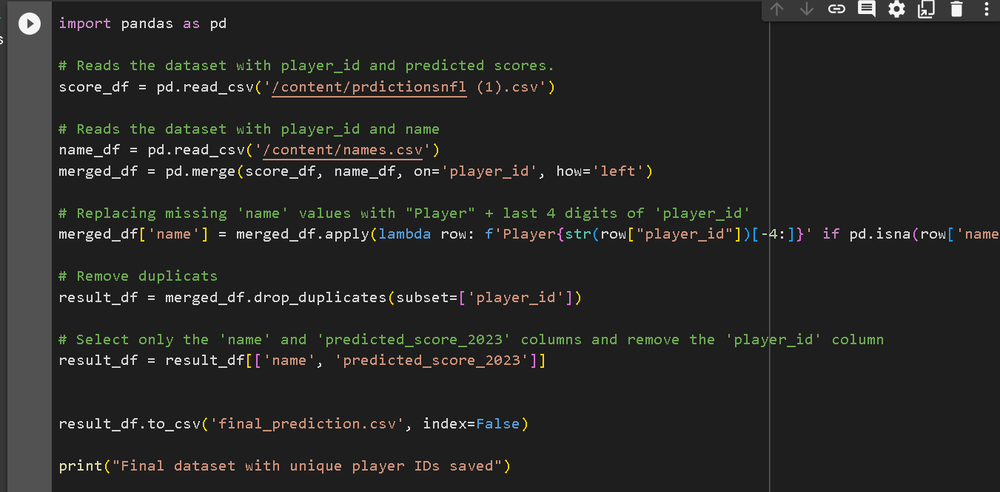 import pandas as pd
# Reads the dataset with player_id and predicted scores.
score_df = pd.read_csv('/content/prdictionsnfl (1).csv')
# Reads the dataset with player_id and name
name_df = pd.read_csv('/content/names.csv')
merged_df = pd.merge(score_df, name_df, on='player_id', how='left')
# Replacing missing 'name' values with "Player" + last 4 digits of 'player_id'
merged_df['name'] = merged_df.apply(lambda row: f'Player{str(row["player_id"])[-4:]}' if pd.isna(row['name
# Remove duplicats
result_df = merged_df.drop_duplicates(subset=['player_id'])
# Select only the 'name' and 'predicted_score_2023' columns and remove the 'player_id' column
result_df = result_df[['name', 'predicted_score_2023']]
result_df.to_csv('final_prediction.csv', index=False)
print("Final dataset with unique player IDs saved")